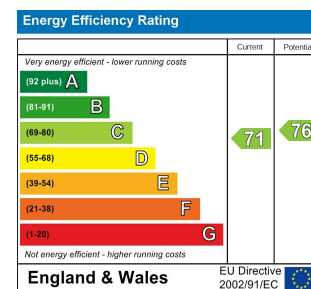 Energy Efficiency Rating
Current Potentia
Very energy efficient - lower running costs
(92 plus) A
(81-91) B
(69-80) C
71 76
(55-68) D
(39-54) E
(21-38) F
(1-20) G
Not energy efficient - higher running costs
England & Wales
EU Directive
2002/91/EC